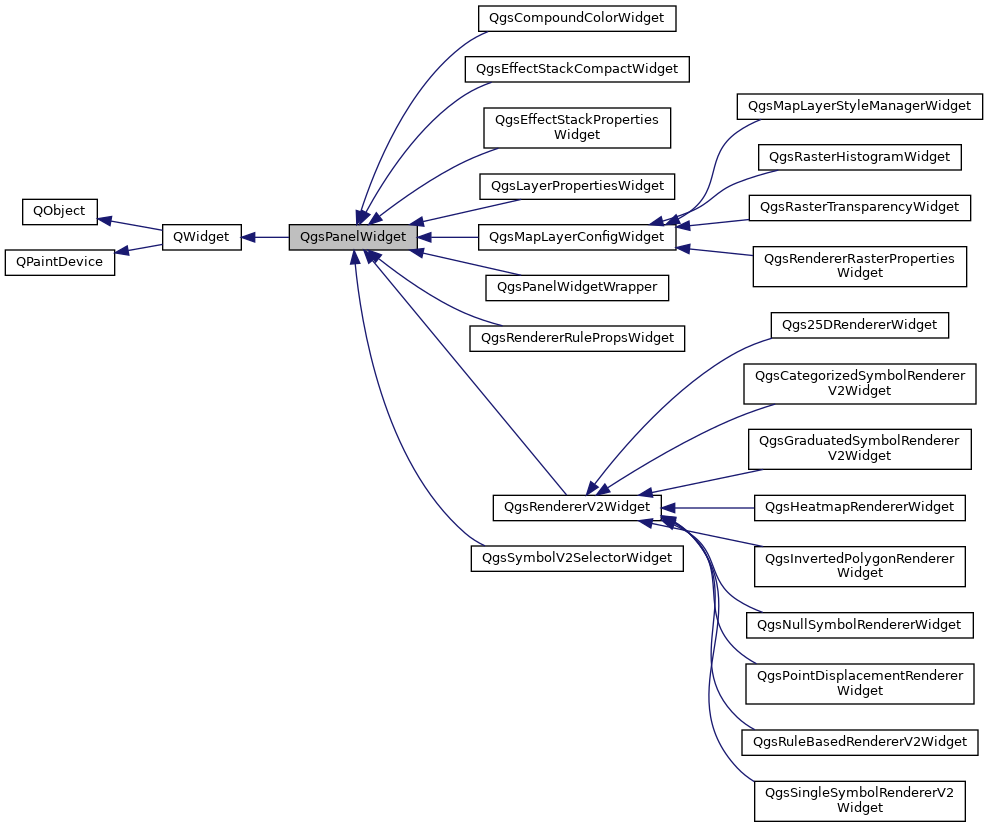 QObject
QPaintDevice
QWidget
QgsPanelWidget
QgsCompoundColorWidget
QgsEffectStackCompactWidget
QgsEffectStackProperties
Widget
QgsLayerPropertiesWidget
QgsMapLayerConfigWidget
QgsPanelWidgetWrapper
QgsRendererRulePropsWidget
QgsRendererV2Widget
QgsSymbolV2SelectorWidget
QgsMapLayerStyleManagerWidget
QgsRasterHistogramWidget
QgsRasterTransparencyWidget
QgsRendererRasterProperties
Widget
Qgs25DRendererWidget
QgsCategorizedSymbolRenderer
V2Widget
QgsGraduatedSymbolRenderer
V2Widget
QgsHeatmapRendererWidget
QgsInvertedPolygonRenderer
Widget
QgsNullSymbolRendererWidget
QgsPointDisplacementRenderer
Widget
QgsRuleBasedRendererV2Widget
QgsSingleSymbolRendererV2
Widget